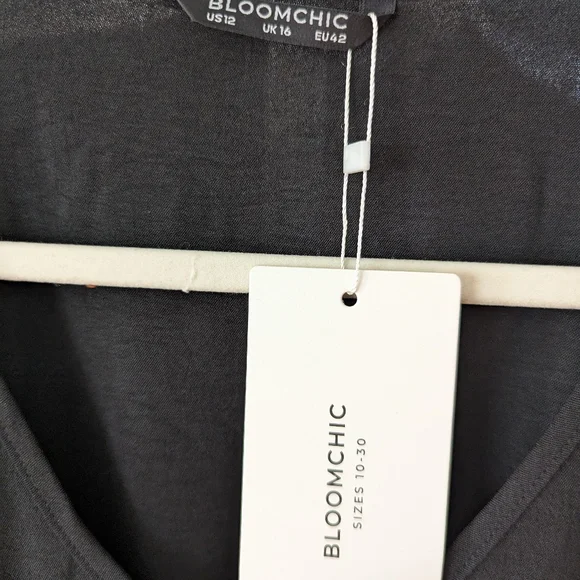 BLOOMCHIC
US12 UK16 EU42
BLOOMCHIC
SIZES 10-30